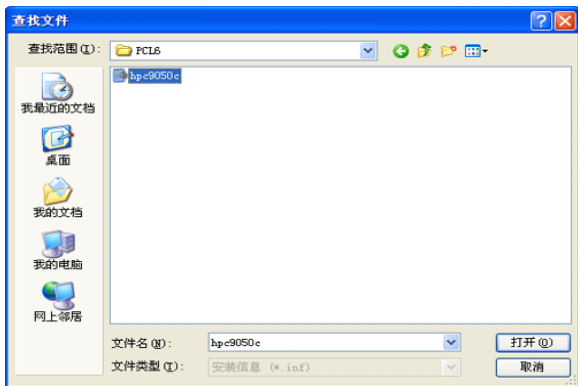 查找文件
查找范围(I):
PCL6
hpc9050c
我最近的文档
桌面
我的文档
我的电脑
网上邻居
文件名(N):
hpc9050c
打开(O)
文件类型(T):
安装信息 (*.inf)
取消